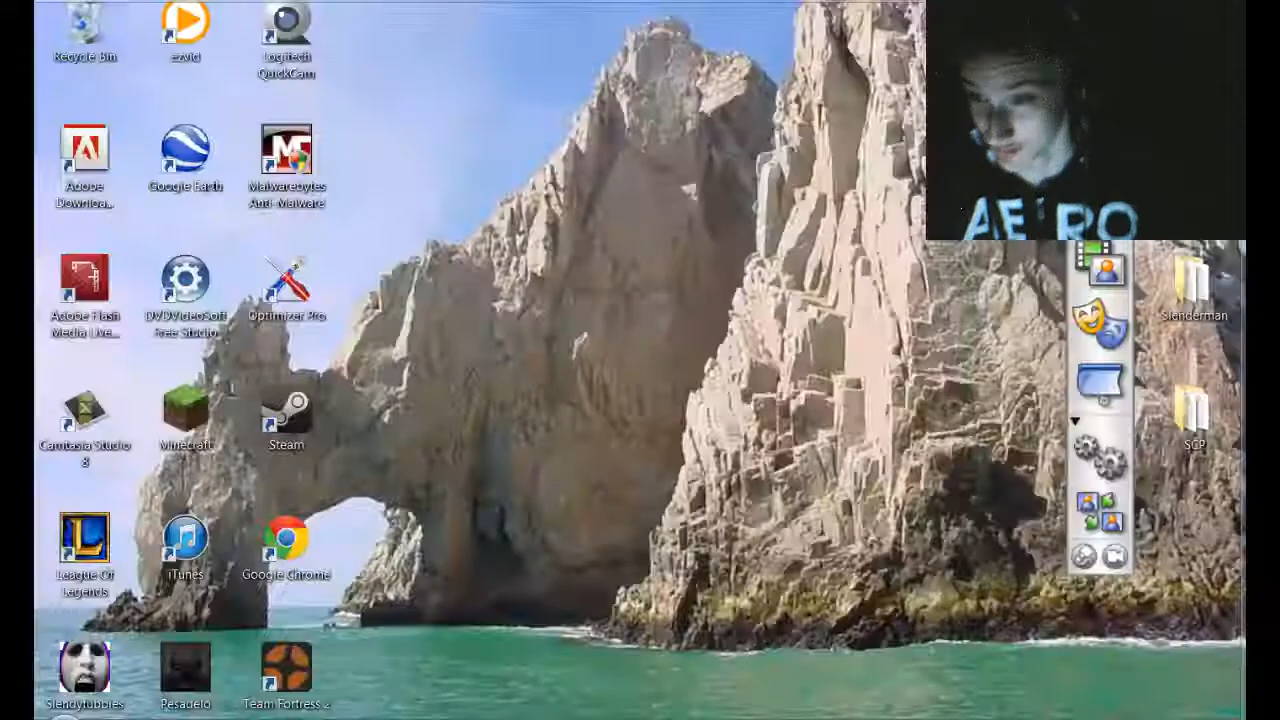 Recycle Bin
ezvid
Logitech
QuickCam
AERO
Adobe
Downloa...
Google Earth
Malwarebytes
Anti-Malware
Adobe Flash
Media Live...
DVDVideoSoft
Free Studio
Optimizer Pro
Slenderman
Camtasia Studio
8
Minecraft
Steam
SCP
League Of
Legends
iTunes
Google Chrome
Slendytubbies
Pesadelo
Team Fortress 2